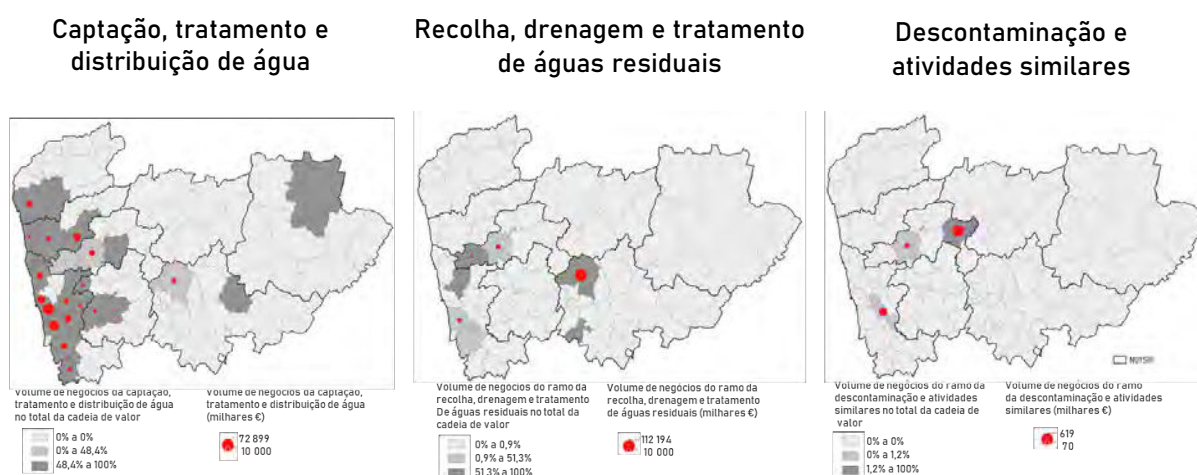 Captação, tratamento e
distribuição de água
Recolha, drenagem e tratamento
de águas residuais
Descontaminação e
atividades similares
NUTSIII
Volume de negócios da captação,
tratamento e distribuição de água
no total da cadeia de valor
0% a 0%
0% a 48,4%
48,4% a 100%
Volume de negócios da captação,
tratamento e distribuição de água
(milhares €)
72 899
10 000
Volume de negócios do ramo da
recolha, drenagem e tratamento
De águas residuais no total da
cadeia de valor
0% a 0,9%
0,9% a 51,3%
51,3% a 100%
Volume de negócios do ramo da
recolha, drenagem e tratamento
de águas residuais (milhares €)
112 194
10 000
Volume de negócios do ramo da
descontaminação e atividades
similares no total da cadeia de
valor
0% a 0%
0% a 1,2%
1,2% a 100%
Volume de negócios do ramo
da descontaminação e atividades
similares (milhares €)
619
70